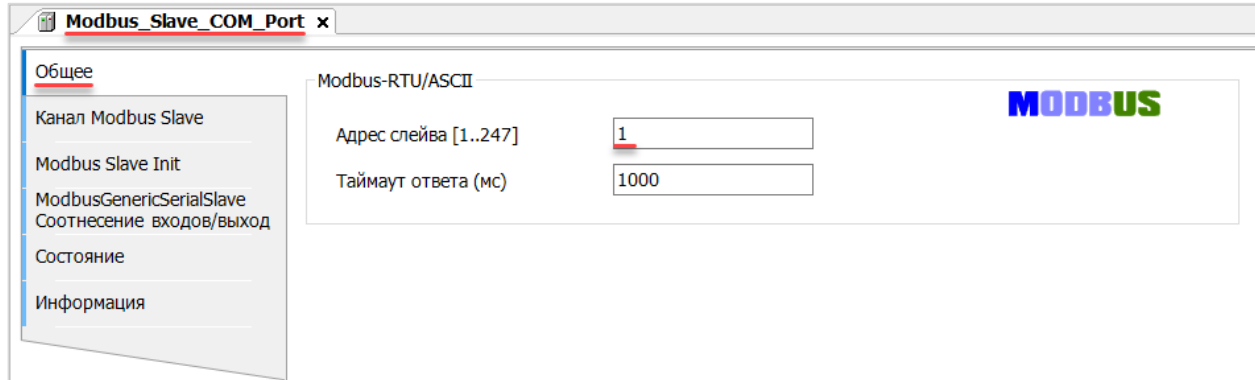 Modbus_Slave_COM_Port x
Общее
Канал Modbus Slave
Modbus Slave Init
ModbusGenericSerialSlave
Соотнесение входов/выход
Состояние
Информация
Modbus-RTU/ASCII
MODBUS
Адрес слейва [1..247]
1
Таймаут ответа (мс)
1000